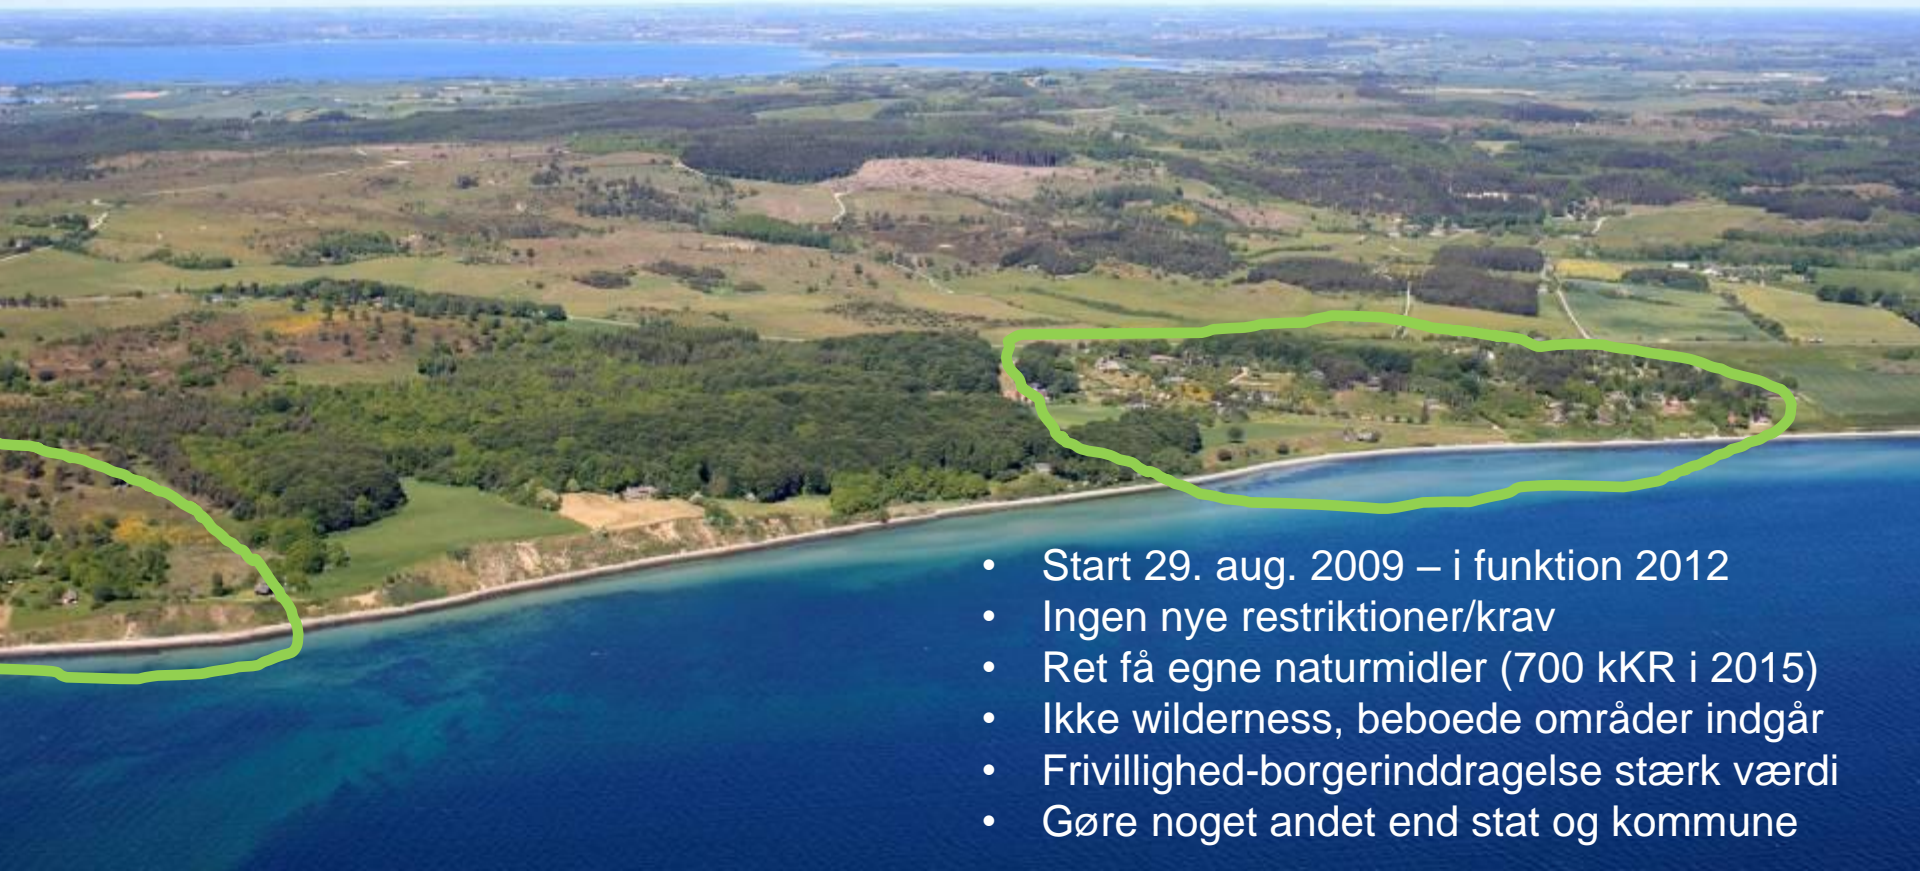 • Start 29. aug. 2009 – i funktion 2012
• Ingen nye restriktioner/krav
• Ret få egne naturmidler (700 kKR i 2015)
• Ikke wilderness, beboede områder indgår
• Frivillighed-borgerinddragelse stærk værdi
• Gøre noget andet end stat og kommune